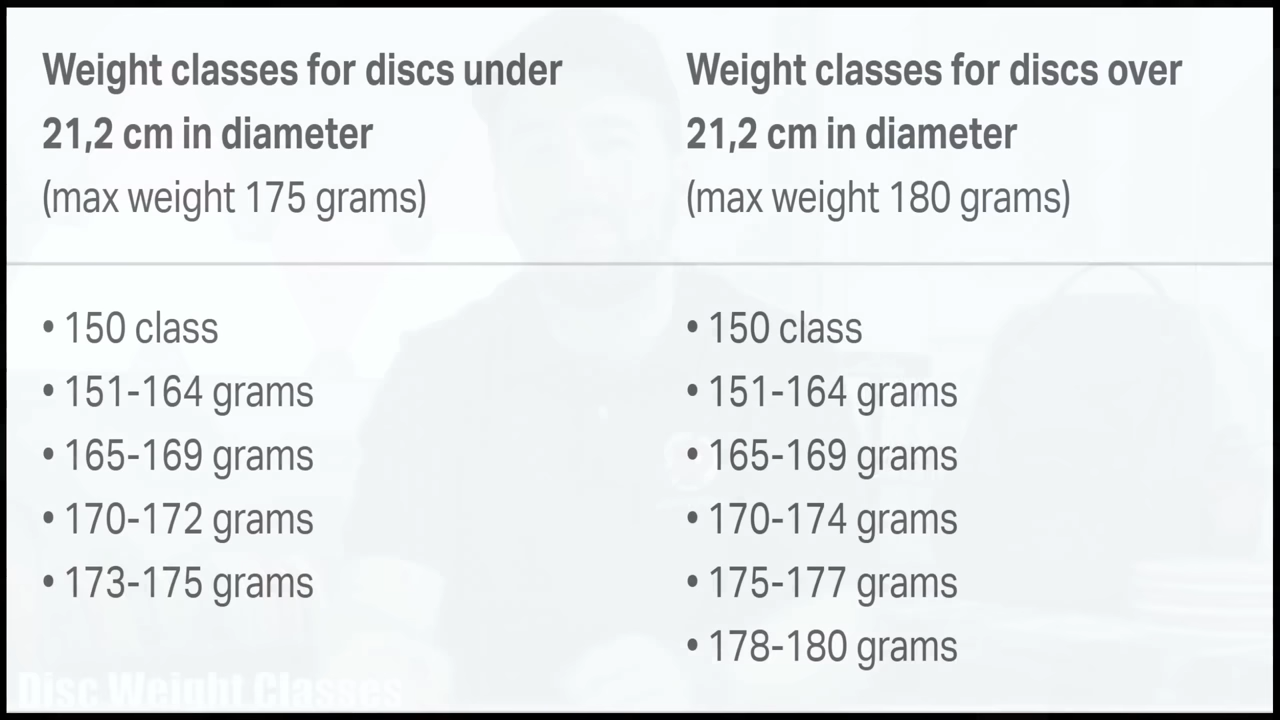 Weight classes for discs under
21,2 cm in diameter
(max weight 175 grams)
• 150 class
• 151-164 grams
• 165-169 grams
• 170-172 grams
• 173-175 grams
Weight classes for discs over
21,2 cm in diameter
(max weight 180 grams)
• 150 class
• 151-164 grams
• 165-169 grams
• 170-174 grams
• 175-177 grams
• 178-180 grams
Disc Weight Classes